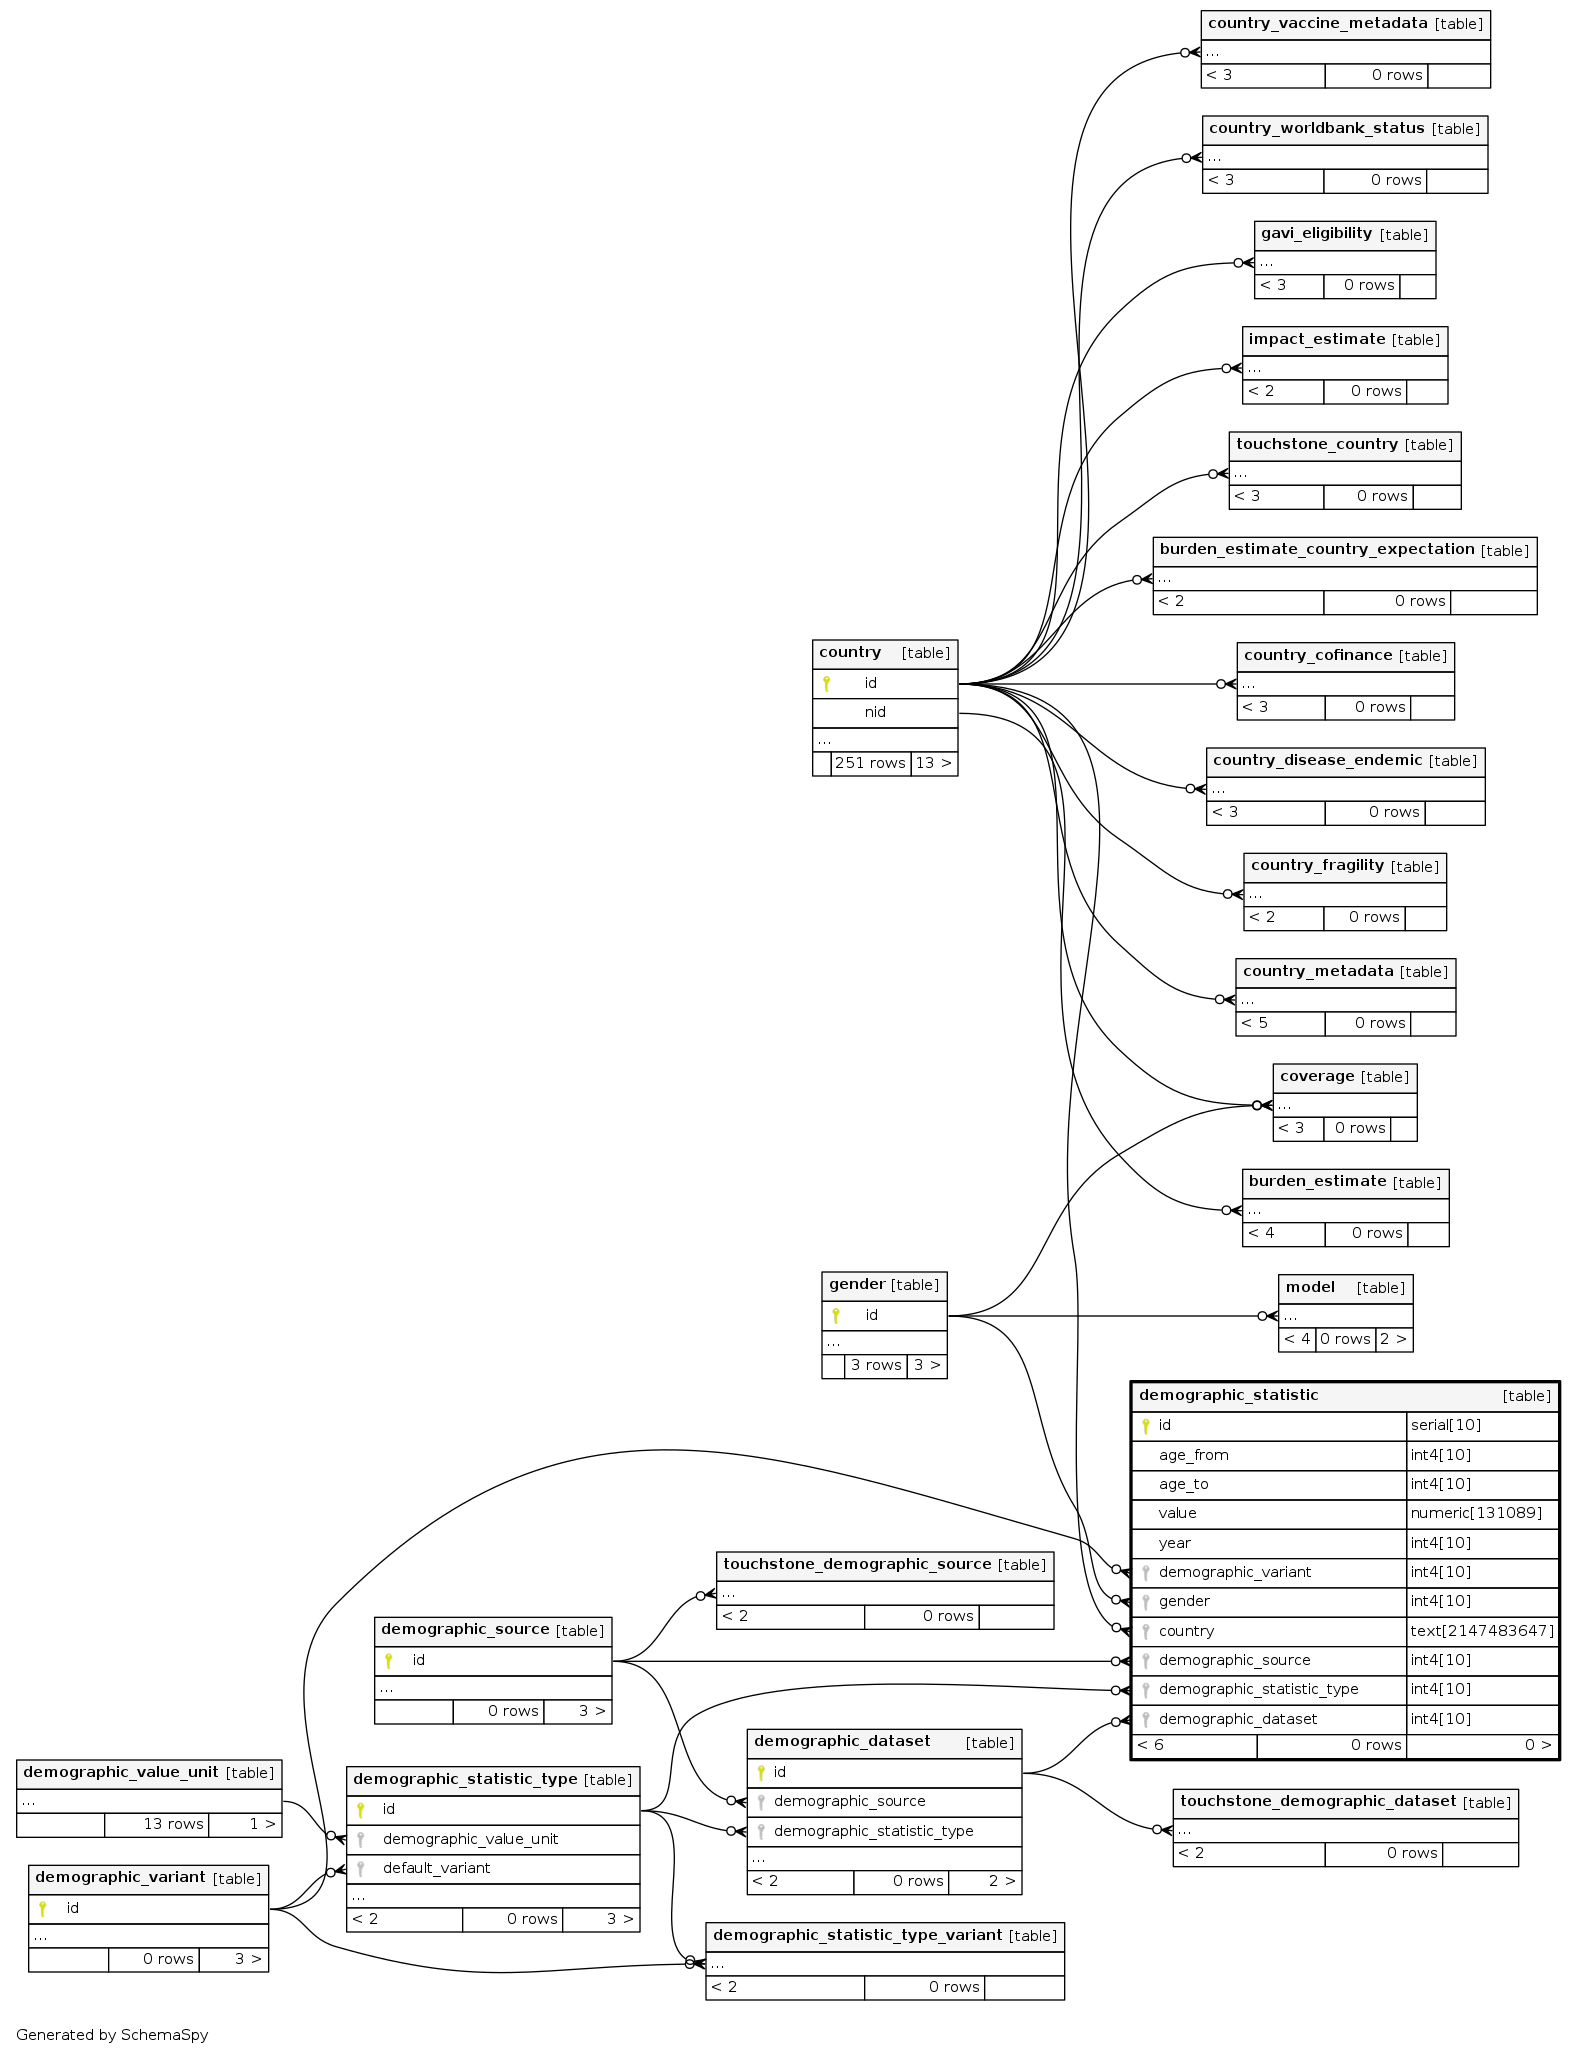 country_vaccine_metadata [table]
...
< 3 0 rows
country_worldbank_status [table]
...
< 3 0 rows
gavi_eligibility [table]
...
< 3 0 rows
impact_estimate [table]
...
< 2 0 rows
touchstone_country [table]
...
< 3 0 rows
burden_estimate_country_expectation [table]
...
< 2 0 rows
country [table]
id
nid
...
251 rows 13 >
country_cofinance [table]
...
< 3 0 rows
country_disease_endemic [table]
...
< 3 0 rows
country_fragility [table]
...
< 2 0 rows
country_metadata [table]
...
< 5 0 rows
coverage [table]
...
< 3 0 rows
burden_estimate [table]
...
< 4 0 rows
gender [table]
id
...
3 rows 3 >
model [table]
...
< 4 0 rows 2 >
demographic_statistic [table]
id serial[10]
age_from int4[10]
age_to int4[10]
value numeric[131089]
year int4[10]
demographic_variant int4[10]
gender int4[10]
country text[2147483647]
demographic_source int4[10]
demographic_statistic_type int4[10]
demographic_dataset int4[10]
< 6 0 rows 0 >
touchstone_demographic_source [table]
...
< 2 0 rows
demographic_source [table]
id
...
0 rows 3 >
demographic_dataset [table]
id
demographic_source
demographic_statistic_type
...
< 2 0 rows 2 >
demographic_value_unit [table]
...
13 rows 1 >
demographic_statistic_type [table]
id
demographic_value_unit
default_variant
...
< 2 0 rows 3 >
touchstone_demographic_dataset [table]
...
< 2 0 rows
demographic_variant [table]
id
...
0 rows 3 >
demographic_statistic_type_variant [table]
...
< 2 0 rows
Generated by SchemaSpy